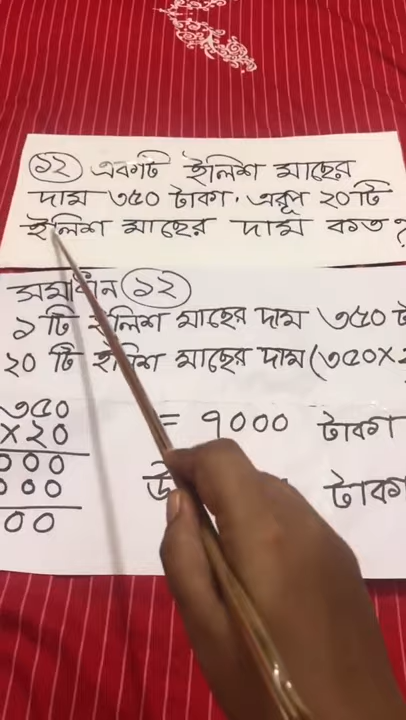 ১২ একটি ইলিশ মাছের
দাম ৩৫০ টাকা. এরূপ ২০টি
ইলিশ মাছের দাম কত?
সমাধান ১২
১ টি ইলিশ মাছের দাম ৩৫০
২০ টি ইলিশ মাছের দাম (৩৫০×
৩৫০
×২০
০০০
০০০
০০
= ৭০০০ টাকা
টাকা